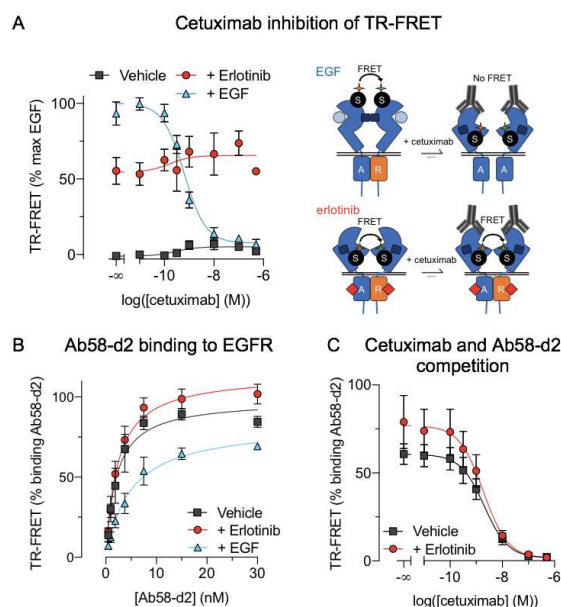 A
Cetuximab inhibition of TR-FRET
Vehicle
+ Erlotinib
+ EGF
TR-FRET (% max EGF)
100
50
0
-∞
-10
-8
-6
log([cetuximab] (M))
EGF
FRET
S
S
A
R
+ cetuximab
No FRET
S
S
A
A
erlotinib
FRET
S
S
A
R
+ cetuximab
FRET
S
S
A
R
B
Ab58-d2 binding to EGFR
TR-FRET (% binding Ab58-d2)
100
50
0
0
10
20
30
[Ab58-d2] (nM)
Vehicle
+ Erlotinib
+ EGF
C
Cetuximab and Ab58-d2
competition
TR-FRET (% binding Ab58-d2)
100
50
0
-∞
-10
-8
-6
log([cetuximab] (M))
Vehicle
+ Erlotinib